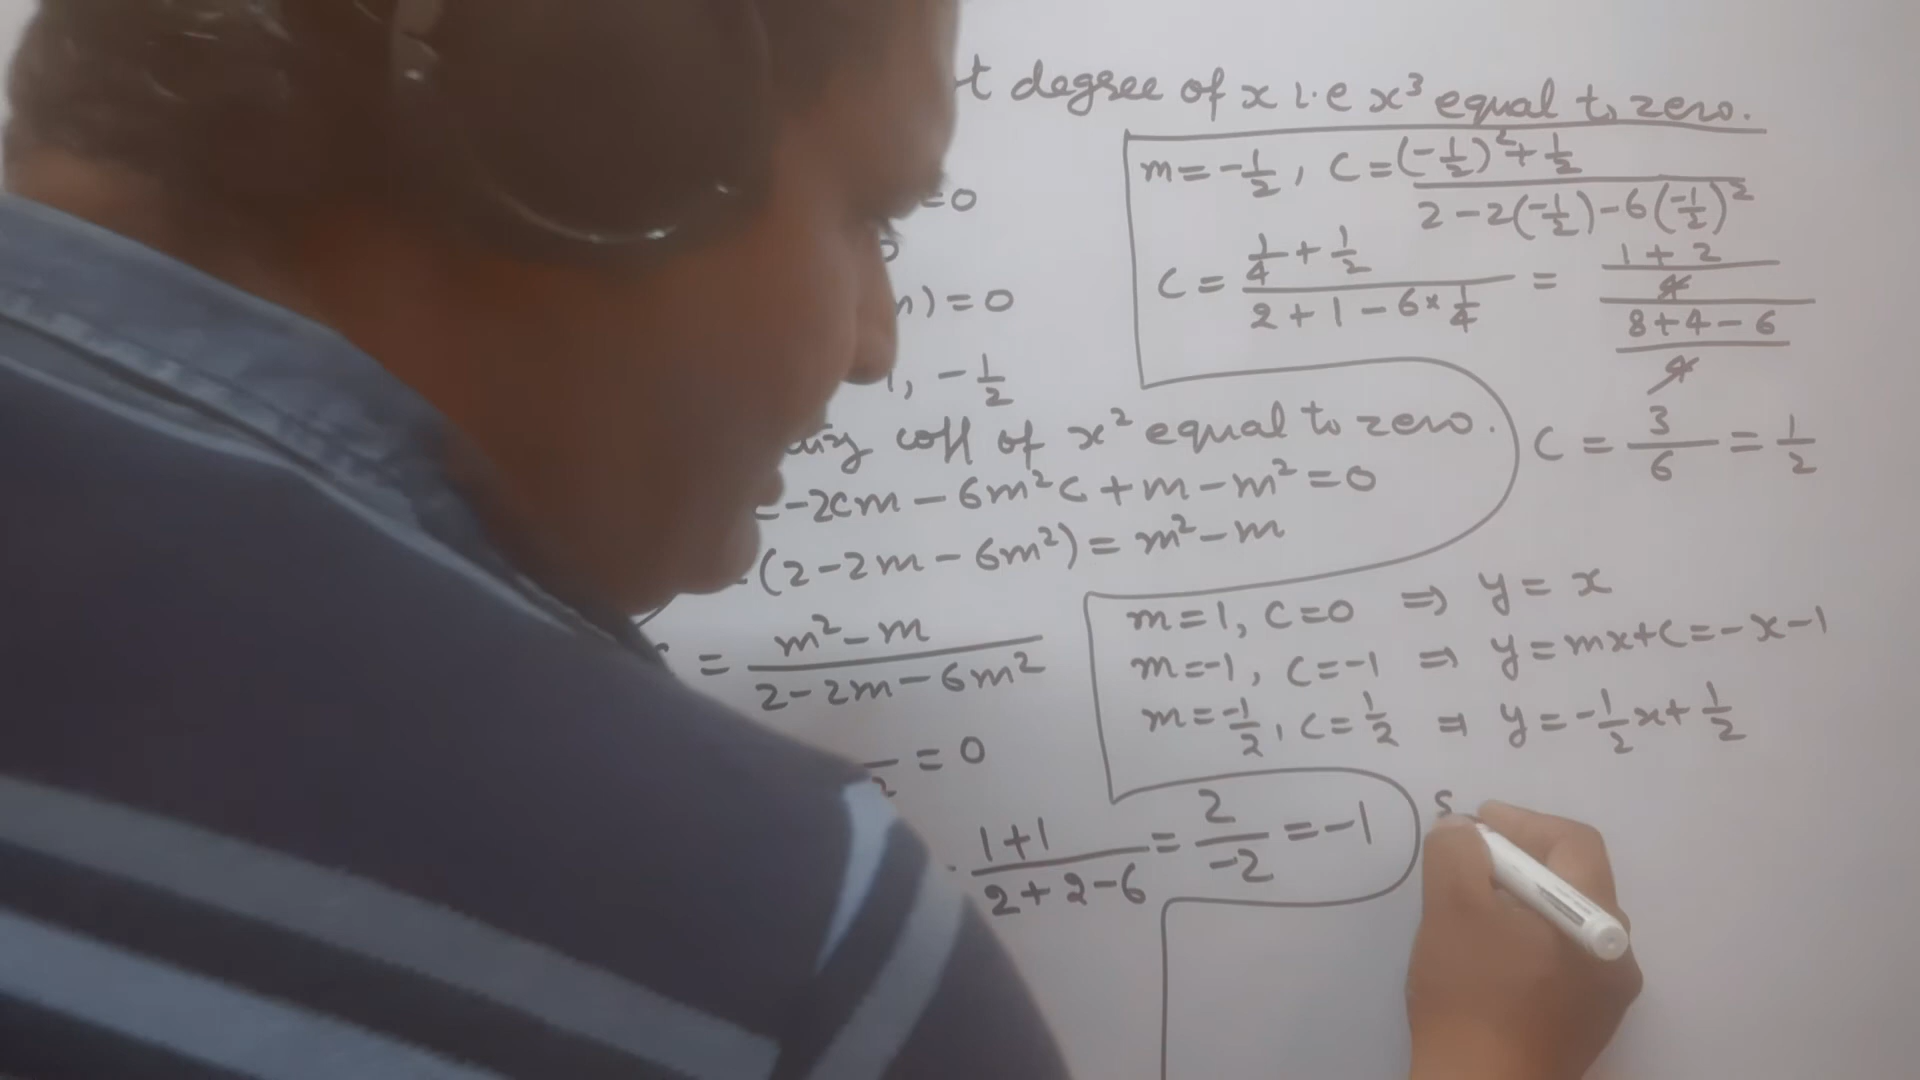 t degree of x i.e x³ equal to zero.
=0
m = -1/2 , c = ((-1/2)² + 1/2)/(2 - 2(-1/2) - 6(-1/2)²)
) = 0
c = (1/4 + 1/2)/(2 + 1 - 6 × 1/4) = ((1 + 2)/4)/((8 + 4 - 6)/4)
, -1/2
coff of x² equal to zero.
c = 3/6 = 1/2
-2cm - 6m²c + m - m² = 0
(2 - 2m - 6m²) = m² - m
= (m² - m)/(2 - 2m - 6m²)
m = 1, c = 0 ⇒ y = x
m = -1, c = -1 ⇒ y = mx + c = -x - 1
m = -1/2, c = 1/2 ⇒ y = -1/2 x + 1/2
= 0
(1 + 1)/(2 + 2 - 6) = 2/-2 = -1